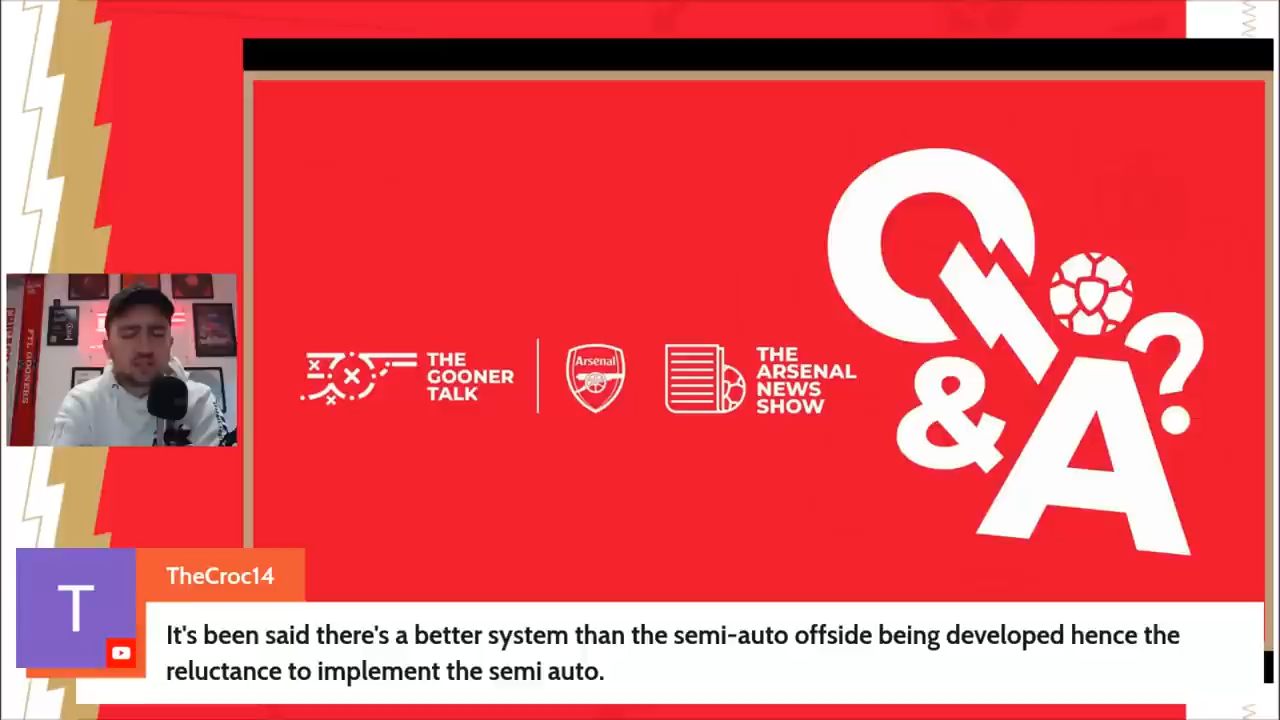 Q
&
A
?
THE
GOONER
TALK
Arsenal
THE
ARSENAL
NEWS
SHOW
T
TheCroc14
It's been said there's a better system than the semi-auto offside being developed hence the
reluctance to implement the semi auto.